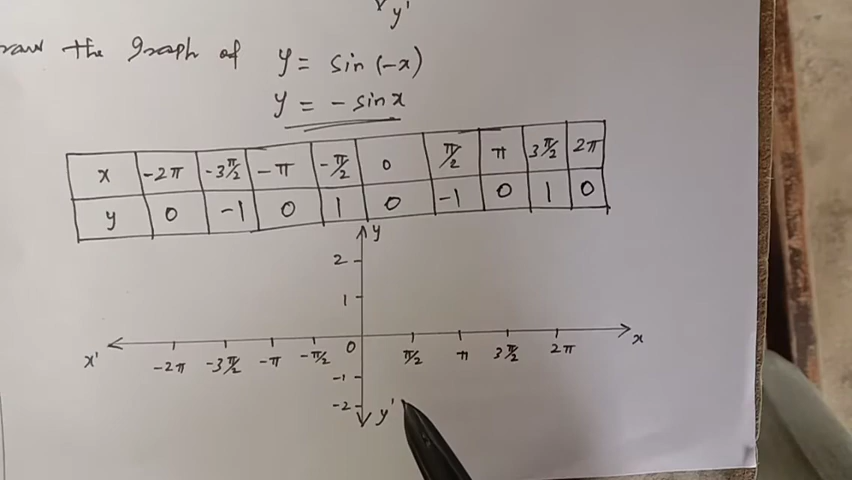 y'
the graph of y = sin (-x)
y = - sin x
x -2π -3π/2 -π -π/2 0 π/2 π 3π/2 2π
y 0 -1 0 1 0 -1 0 1 0
y
2
1
x' -2π -3π/2 -π -π/2 0 π/2 π 3π/2 2π x
-1
-2
y'